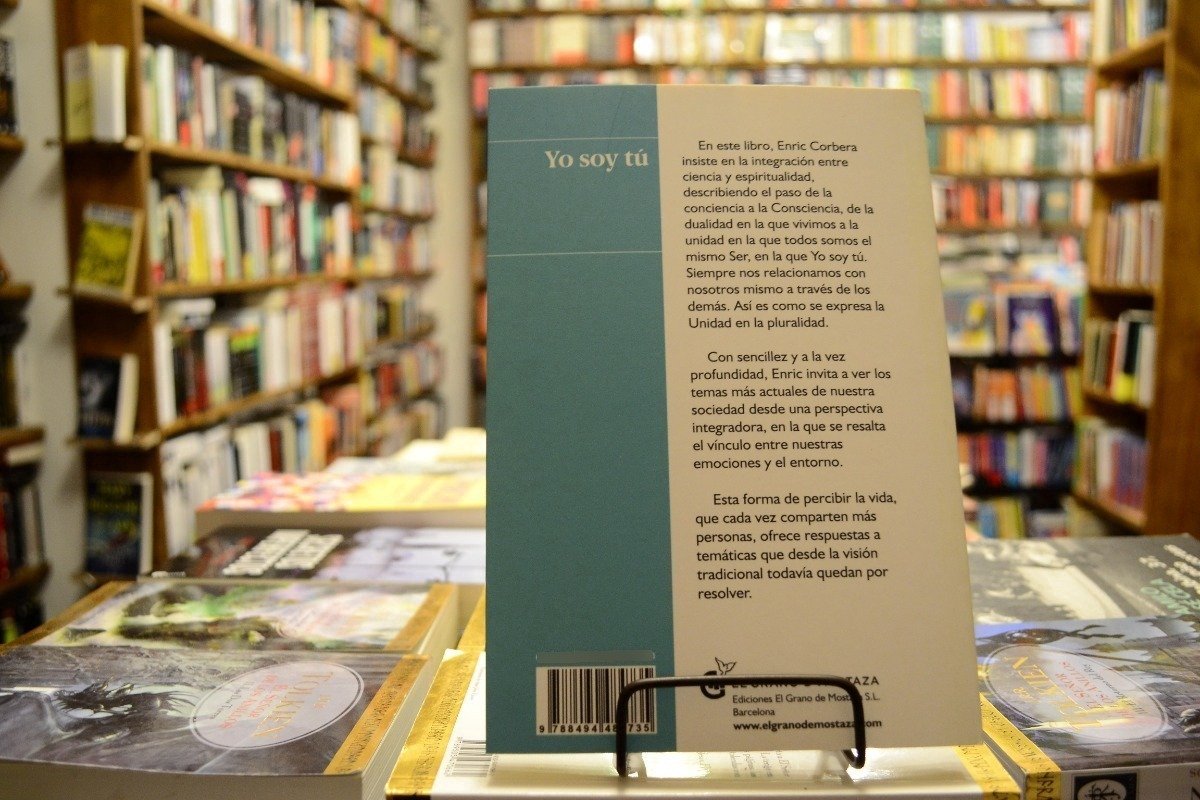 Yo soy tú
En este libro, Enric Corbera
insiste en la integración entre
ciencia y espiritualidad,
describiendo el paso de la
conciencia a la Consciencia, de la
dualidad en la que vivimos a la
unidad en la que todos somos el
mismo Ser, en la que Yo soy tú.
Siempre nos relacionamos con
nosotros mismo a través de los
demás. Así es como se expresa la
Unidad en la pluralidad.
Con sencillez y a la vez
profundidad, Enric invita a ver los
temas más actuales de nuestra
sociedad desde una perspectiva
integradora, en la que se resalta
el vínculo entre nuestras
emociones y el entorno.
Esta forma de percibir la vida,
que cada vez comparten más
personas, ofrece respuestas a
temáticas que desde la visión
tradicional todavía quedan por
resolver.
EL GRANO DE MOSTAZA
Ediciones El Grano de Mostaza S.L.
Barcelona
www.elgranodemostaza.com
TOLKIEN